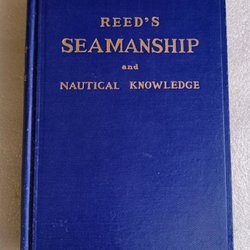 REED'S
SEAMANSHIP
and
NAUTICAL KNOWLEDGE